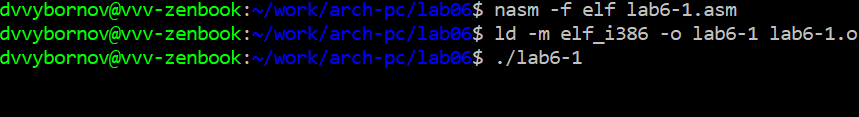 dvvybornov@vvv-zenbook:~/work/arch-pc/lab06$ nasm -f elf lab6-1.asm
dvvybornov@vvv-zenbook:~/work/arch-pc/lab06$ ld -m elf_i386 -o lab6-1 lab6-1.o
dvvybornov@vvv-zenbook:~/work/arch-pc/lab06$ ./lab6-1